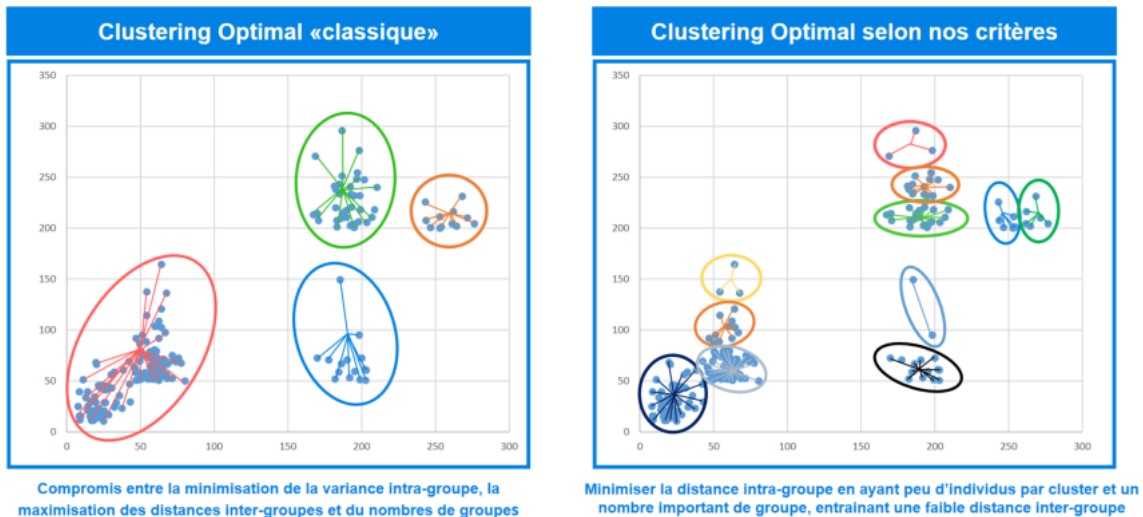 Clustering Optimal «classique»
350
300
250
200
150
100
50
0
0 50 100 150 200 250 300
Compromis entre la minimisation de la variance intra-groupe, la
maximisation des distances inter-groupes et du nombres de groupes
Clustering Optimal selon nos critères
350
300
250
200
150
100
50
0
0 50 100 150 200 250 300
Minimiser la distance intra-groupe en ayant peu d'individus par cluster et un
nombre important de groupe, entrainant une faible distance inter-groupe